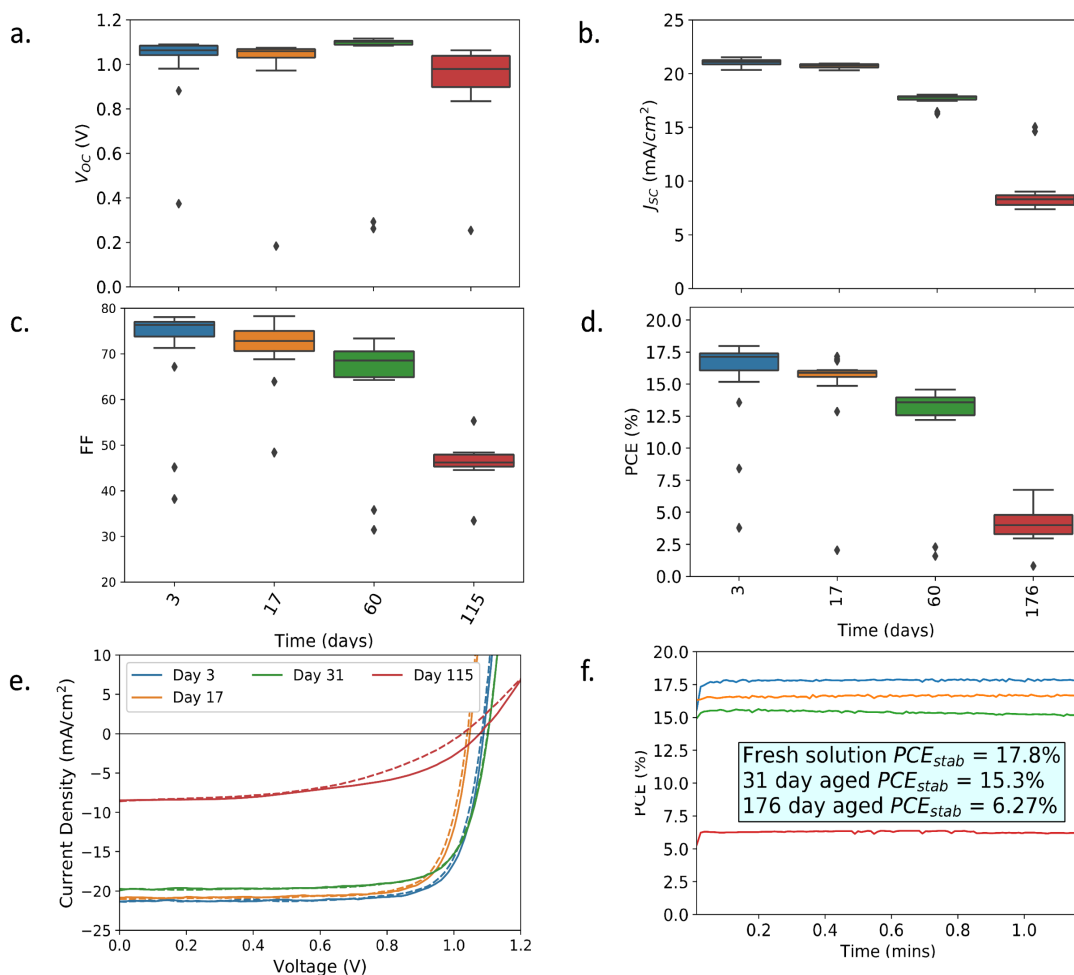 a.
1.2
1.0
0.8
0.6
0.4
0.2
0.0
V_OC (V)
b.
25
20
15
10
5
0
J_SC (mA/cm²)
c.
80
70
60
50
40
30
20
FF
3
17
60
115
Time (days)
d.
20.0
17.5
15.0
12.5
10.0
7.5
5.0
2.5
0.0
PCE (%)
3
17
60
176
Time (days)
e.
10
5
0
−5
−10
−15
−20
−25
Current Density (mA/cm²)
Day 3
Day 31
Day 115
Day 17
0.0
0.2
0.4
0.6
0.8
1.0
1.2
Voltage (V)
f.
20.0
17.5
15.0
12.5
10.0
7.5
5.0
2.5
0.0
PCE (%)
Fresh solution PCE_stab = 17.8%
31 day aged PCE_stab = 15.3%
176 day aged PCE_stab = 6.27%
0.2
0.4
0.6
0.8
1.0
Time (mins)